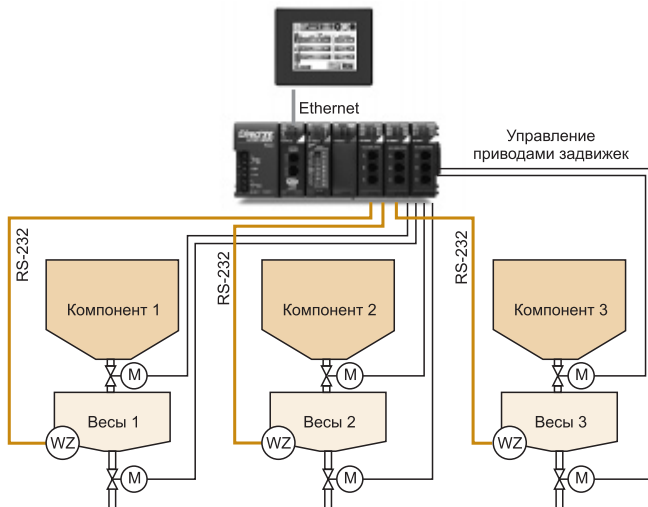 Ethernet
Управление
приводами задвижек
RS-232
RS-232
RS-232
Компонент 1
Компонент 2
Компонент 3
M
M
M
Весы 1
Весы 2
Весы 3
WZ
WZ
WZ
M
M
M